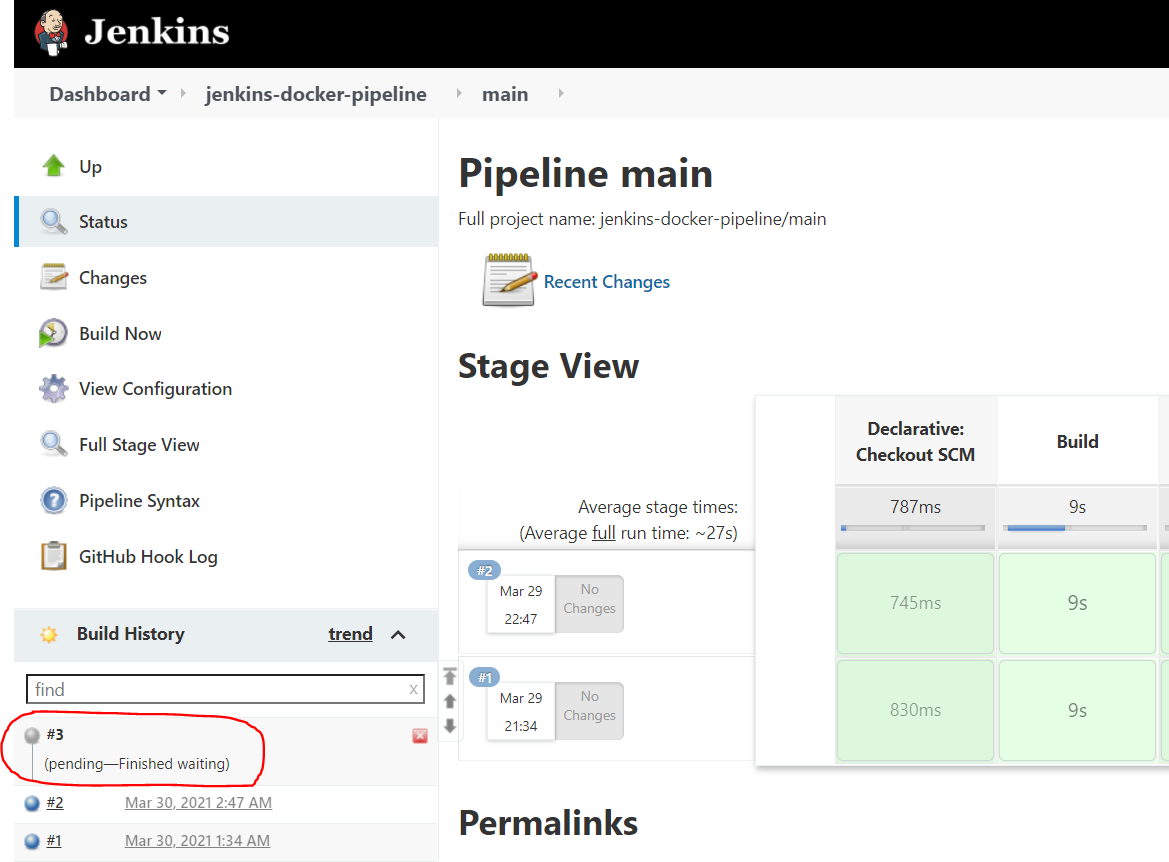 Jenkins
Dashboard
jenkins-docker-pipeline
main
Up
Status
Changes
Build Now
View Configuration
Full Stage View
Pipeline Syntax
GitHub Hook Log
Build History
trend
find
x
#3
(pending—Finished waiting)
#2
Mar 30, 2021 2:47 AM
#1
Mar 30, 2021 1:34 AM
Pipeline main
Full project name: jenkins-docker-pipeline/main
Recent Changes
Stage View
Declarative:
Checkout SCM
Build
Average stage times:
(Average full run time: ~27s)
787ms
9s
#2
Mar 29
22:47
No
Changes
745ms
9s
#1
Mar 29
21:34
No
Changes
830ms
9s
Permalinks